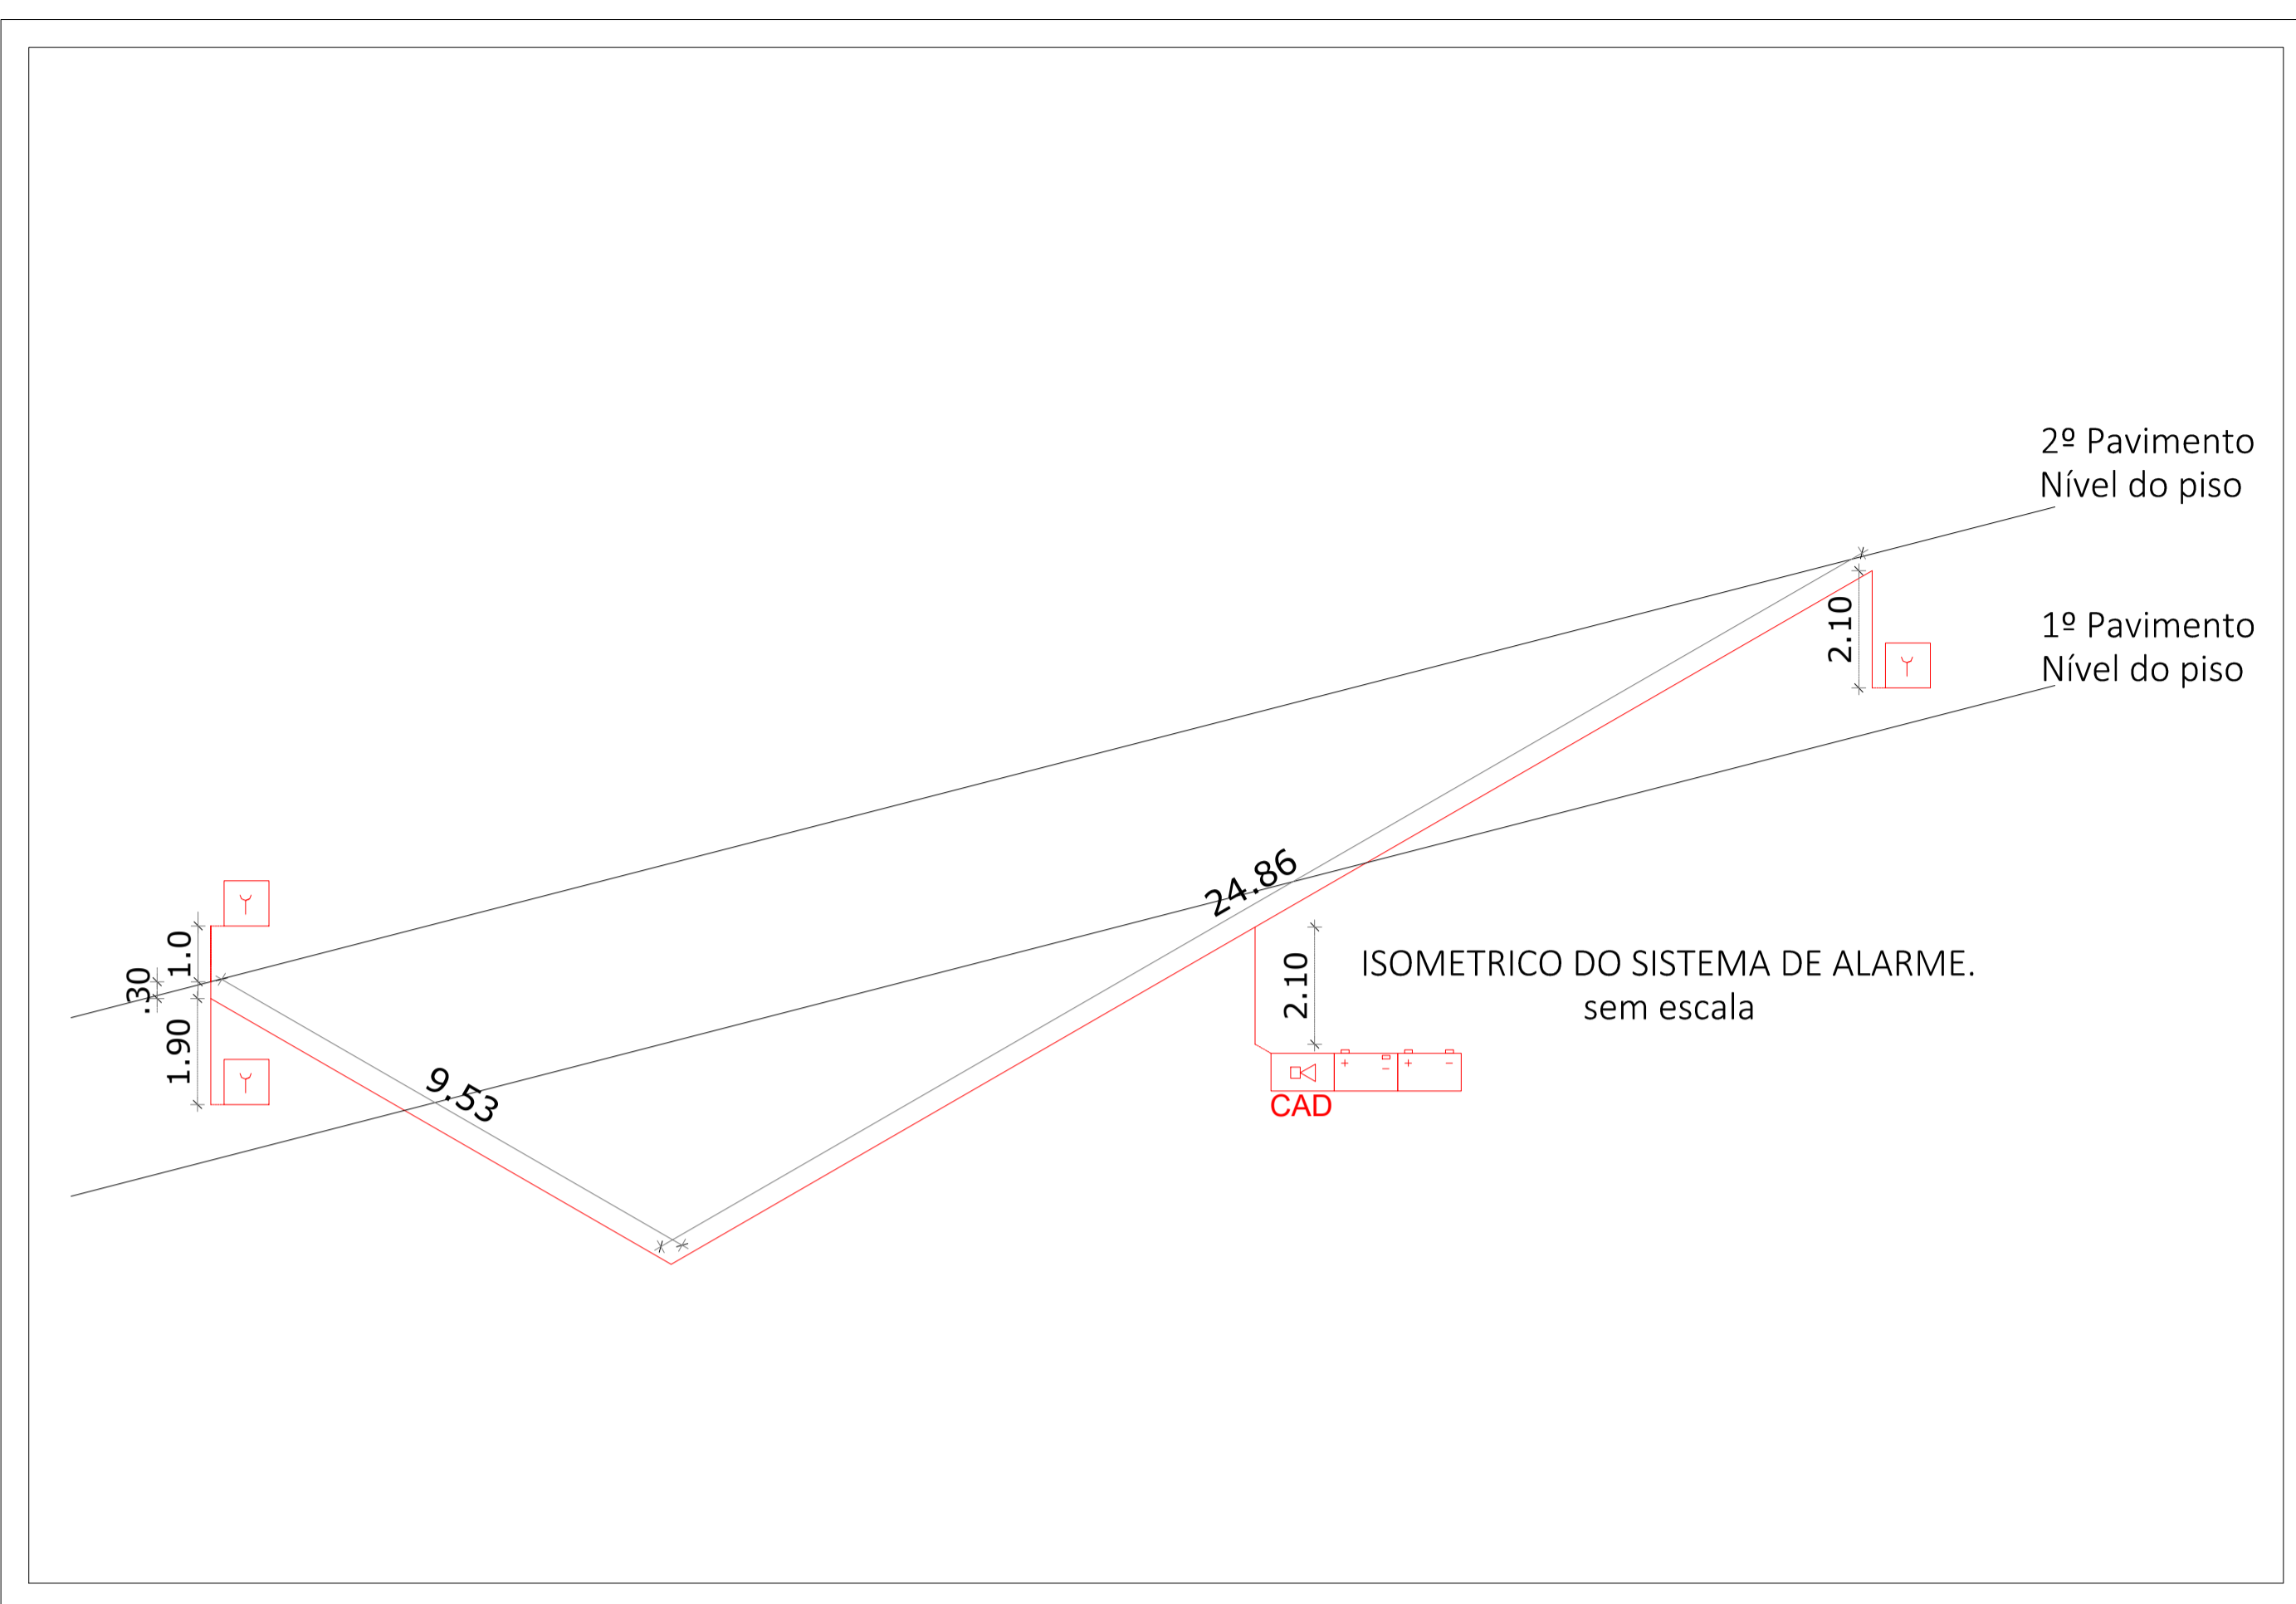 2º Pavimento
Nível do piso
2.10
1º Pavimento
Nível do piso
24.86
1.0
.30
1.90
9.53
2.10
ISOMETRICO DO SISTEMA DE ALARME.
sem escala
+ - + -
CAD